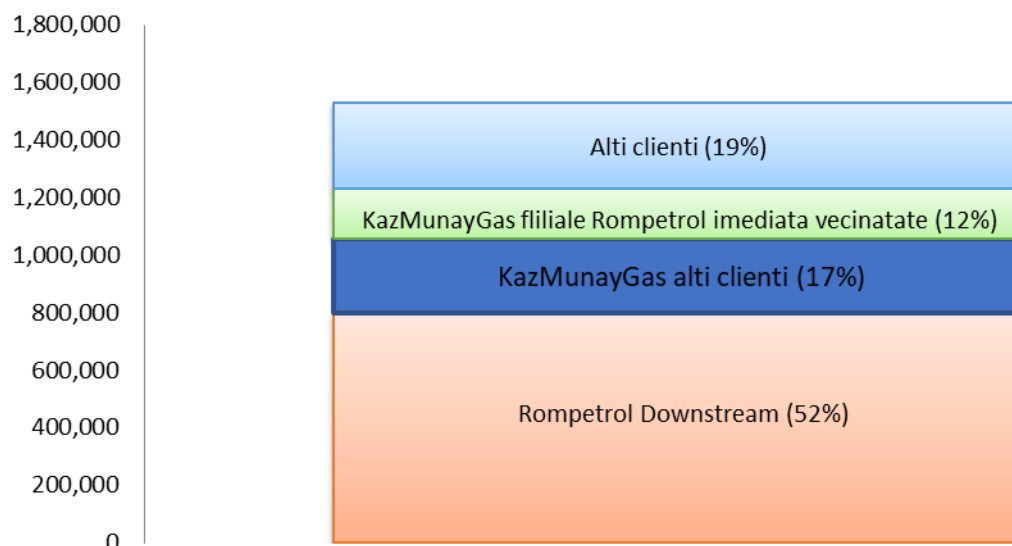 1,800,000
1,600,000
1,400,000
Alti clienti (19%)
1,200,000
KazMunayGas fliliale Rompetrol imediata vecinatate (12%)
1,000,000
KazMunayGas alti clienti (17%)
800,000
600,000
Rompetrol Downstream (52%)
400,000
200,000
0